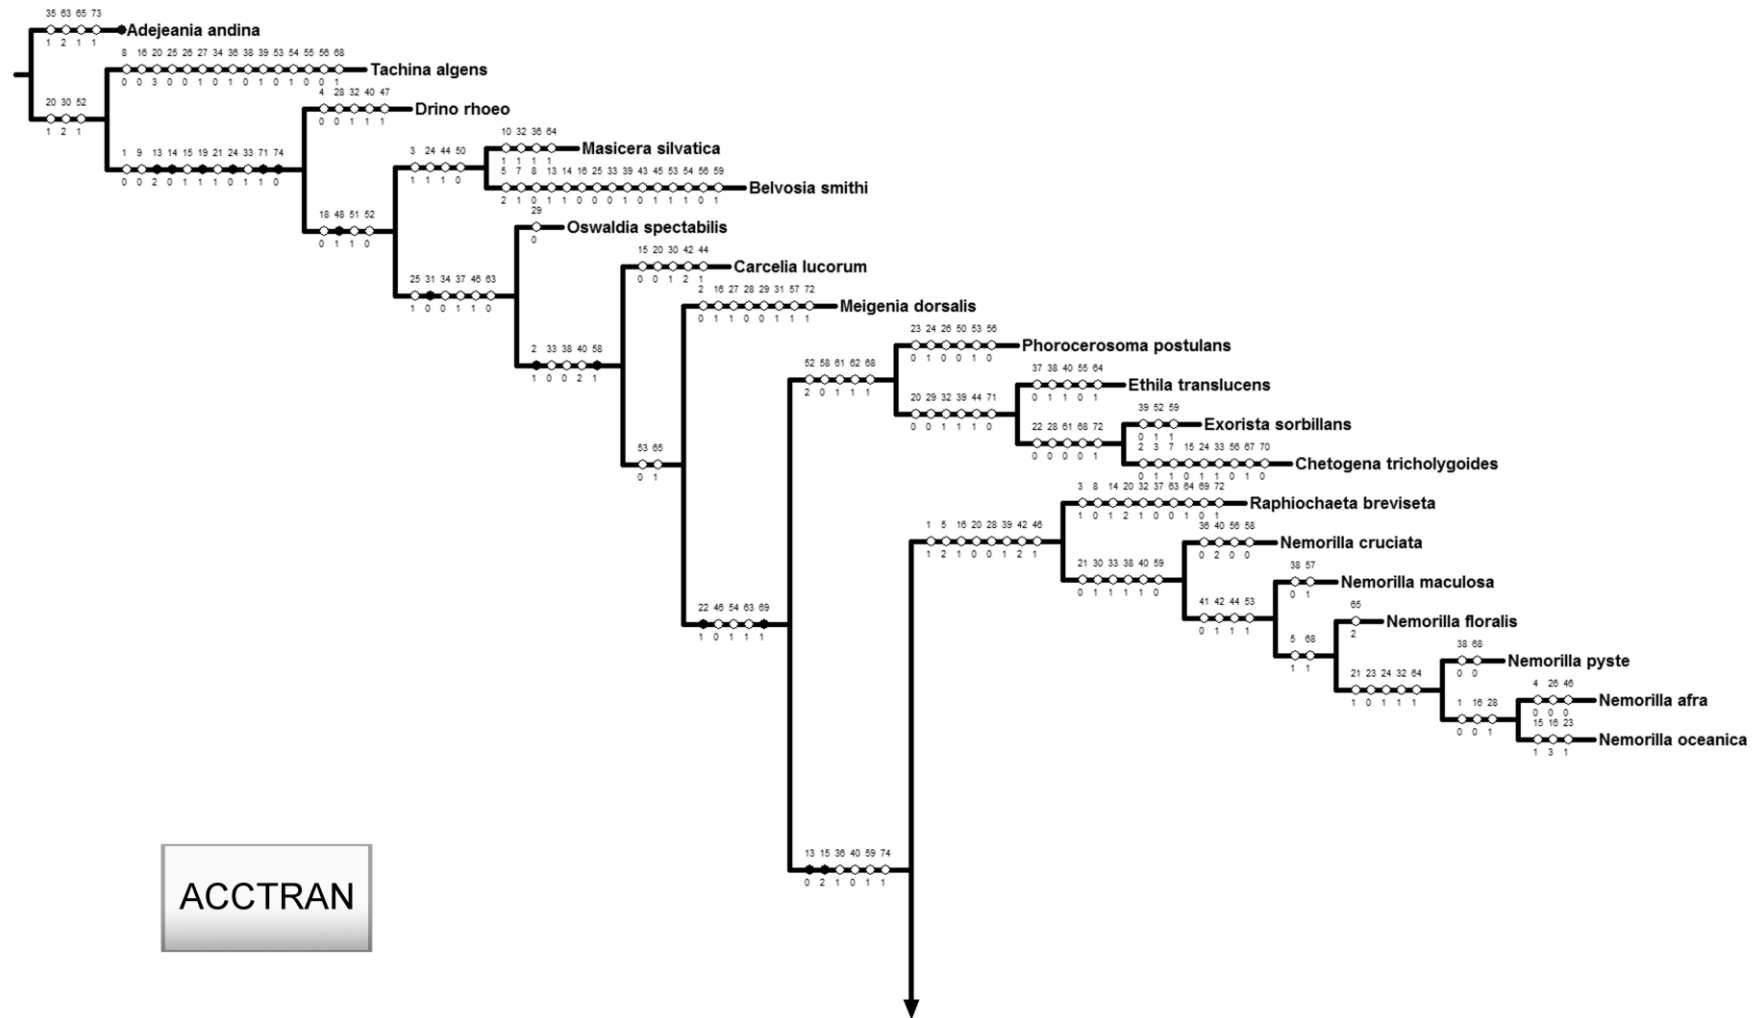 35 63 65 73
Adejeania andina
1 2 1 1
8 16 20 25 26 27 34 36 38 39 53 54 55 56 68
Tachina algens
0 0 3 0 0 1 0 1 0 1 0 1 0 0 1
20 30 52
1 2 1
4 28 32 40 47
Drino rhoeo
0 0 1 1 1
1 9 13 14 15 19 21 24 33 71 74
0 0 2 0 1 1 1 0 1 1 0
10 32 36 64
Masicera silvatica
1 1 1 1
3 24 44 50
1 1 1 0
5 7 8 13 14 16 25 33 39 43 45 53 54 56 59
Belvosia smithi
2 1 0 1 1 0 0 0 1 0 1 1 1 0 1
18 48 51 52
0 1 1 0
29
Oswaldia spectabilis
0
25 31 34 37 46 63
1 0 0 1 1 0
15 20 30 42 44
Carcelia lucorum
0 0 1 2 1
2 16 27 28 29 31 57 72
Meigenia dorsalis
0 1 1 0 0 1 1 1
2 33 38 40 58
1 0 0 2 1
23 24 26 50 53 56
Phorocerosoma postulans
0 1 0 0 1 0
52 58 61 62 68
2 0 1 1 1
37 38 40 55 64
Ethila translucens
0 1 1 0 1
20 29 32 39 44 71
0 0 1 1 1 0
39 52 59
Exorista sorbillans
0 1 1
22 28 61 68 72
0 0 0 0 1
2 3 7 15 24 33 56 67 70
Chetogena tricholygoides
0 1 1 0 1 1 0 1 0
53 65
0 1
3 8 14 20 32 37 63 64 69 72
Raphiochaeta breviseta
1 0 1 2 1 0 0 1 0 1
1 5 16 20 28 39 42 46
1 2 1 0 0 1 2 1
36 40 56 58
Nemorilla cruciata
0 2 0 0
21 30 33 38 40 59
0 1 1 1 1 0
38 57
Nemorilla maculosa
0 1
41 42 44 53
0 1 1 1
65
Nemorilla floralis
2
22 46 54 63 69
1 0 1 1 1
5 68
1 1
38 68
Nemorilla pyste
0 0
21 23 24 32 64
1 0 1 1 1
4 26 46
Nemorilla afra
0 0 0
1 16 28
0 0 1
15 16 23
Nemorilla oceanica
1 3 1
13 15 36 40 59 74
0 2 1 0 1 1
ACCTRAN